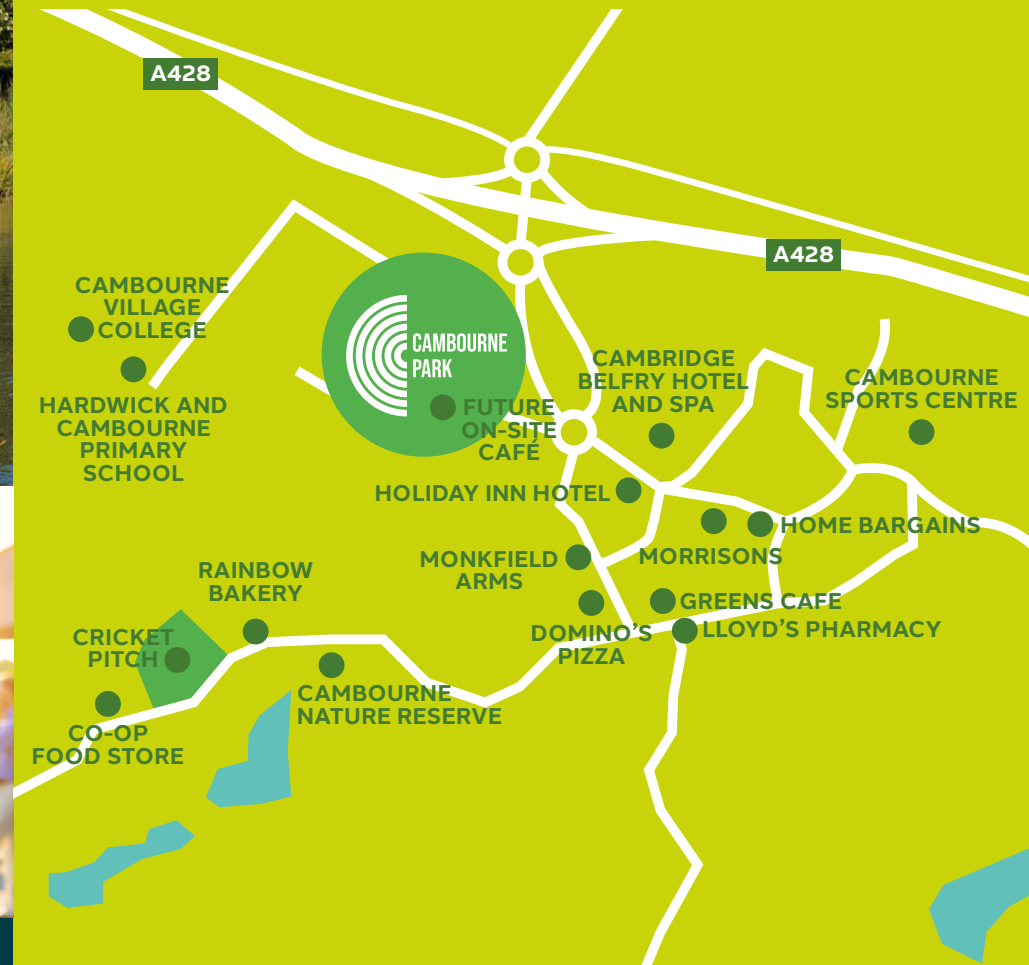 A428
A428
CAMBOURNE
VILLAGE
COLLEGE
CAMBOURNE
PARK
HARDWICK AND
CAMBOURNE
PRIMARY
SCHOOL
FUTURE
ON-SITE
CAFÉ
CAMBRIDGE
BELFRY HOTEL
AND SPA
CAMBOURNE
SPORTS CENTRE
HOLIDAY INN HOTEL
HOME BARGAINS
MORRISONS
MONKFIELD
ARMS
RAINBOW
BAKERY
GREENS CAFE
LLOYD'S PHARMACY
DOMINO'S
PIZZA
CRICKET
PITCH
CAMBOURNE
NATURE RESERVE
CO-OP
FOOD STORE